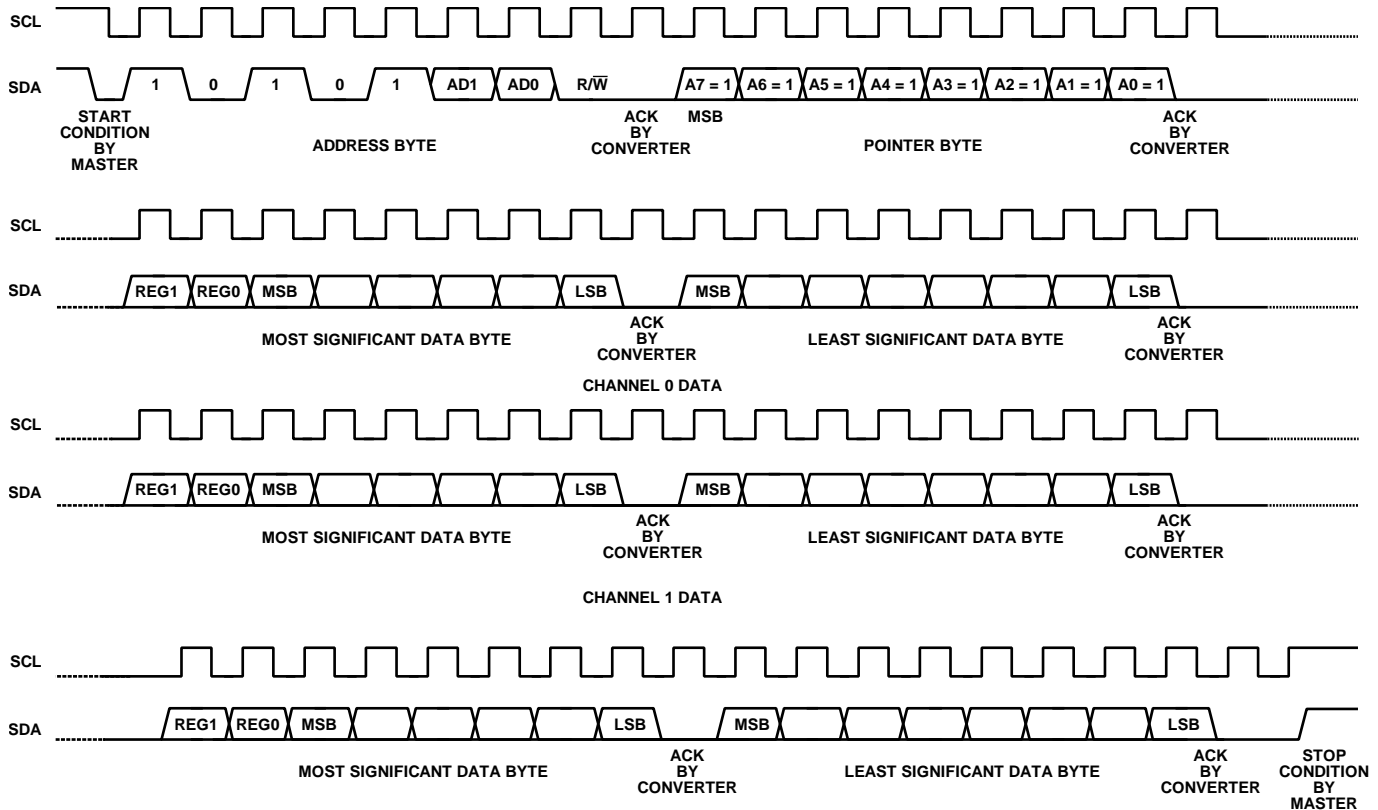 SCL
SDA 1 0 1 0 1 AD1 AD0 R/W̅ A7 = 1 A6 = 1 A5 = 1 A4 = 1 A3 = 1 A2 = 1 A1 = 1 A0 = 1
START CONDITION BY MASTER
ADDRESS BYTE
ACK BY CONVERTER
MSB
POINTER BYTE
ACK BY CONVERTER
SCL
SDA REG1 REG0 MSB LSB MSB LSB
MOST SIGNIFICANT DATA BYTE
ACK BY CONVERTER
LEAST SIGNIFICANT DATA BYTE
ACK BY CONVERTER
CHANNEL 0 DATA
SCL
SDA REG1 REG0 MSB LSB MSB LSB
MOST SIGNIFICANT DATA BYTE
ACK BY CONVERTER
LEAST SIGNIFICANT DATA BYTE
ACK BY CONVERTER
CHANNEL 1 DATA
SCL
SDA REG1 REG0 MSB LSB MSB LSB
MOST SIGNIFICANT DATA BYTE
ACK BY CONVERTER
LEAST SIGNIFICANT DATA BYTE
ACK BY CONVERTER
STOP CONDITION BY MASTER